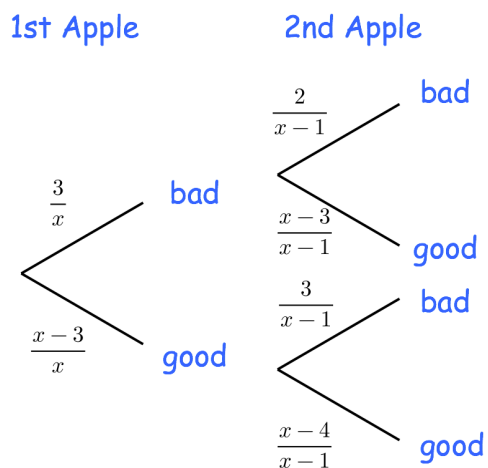 1st Apple
2nd Apple
3/x
bad
x − 3/x
good
2/x − 1
bad
x − 3/x − 1
good
3/x − 1
bad
x − 4/x − 1
good